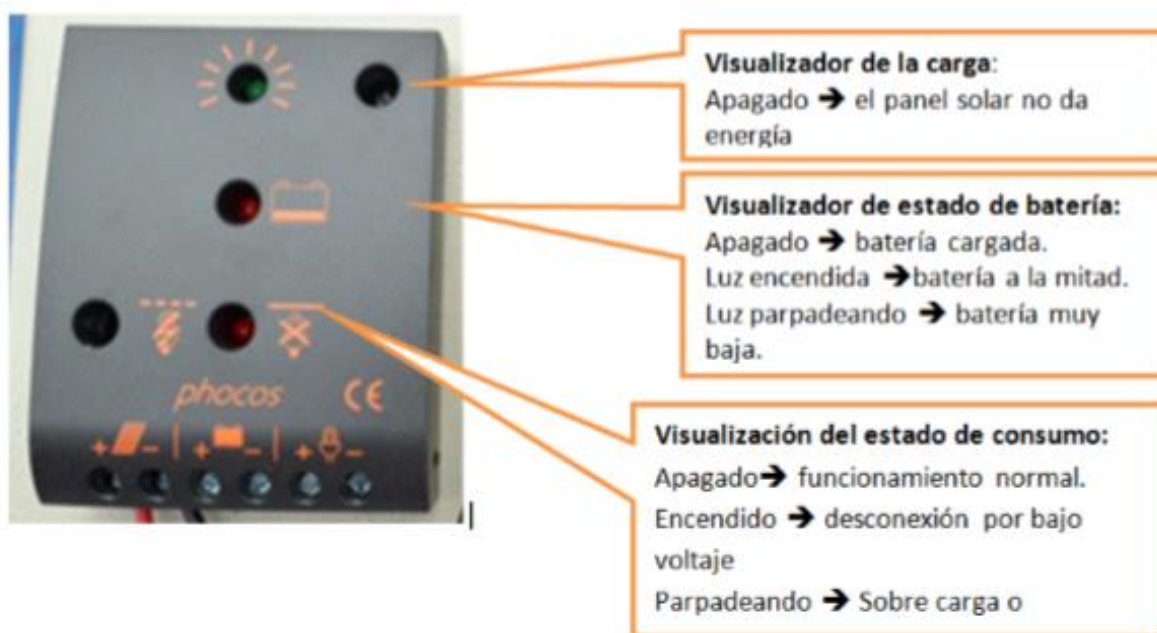 phocos CE
+ - + - + -
Visualizador de la carga:
Apagado ➔ el panel solar no da
energía
Visualizador de estado de batería:
Apagado ➔ batería cargada.
Luz encendida ➔batería a la mitad.
Luz parpadeando ➔ batería muy
baja.
Visualización del estado de consumo:
Apagado➔ funcionamiento normal.
Encendido ➔ desconexión por bajo
voltaje
Parpadeando ➔ Sobre carga o